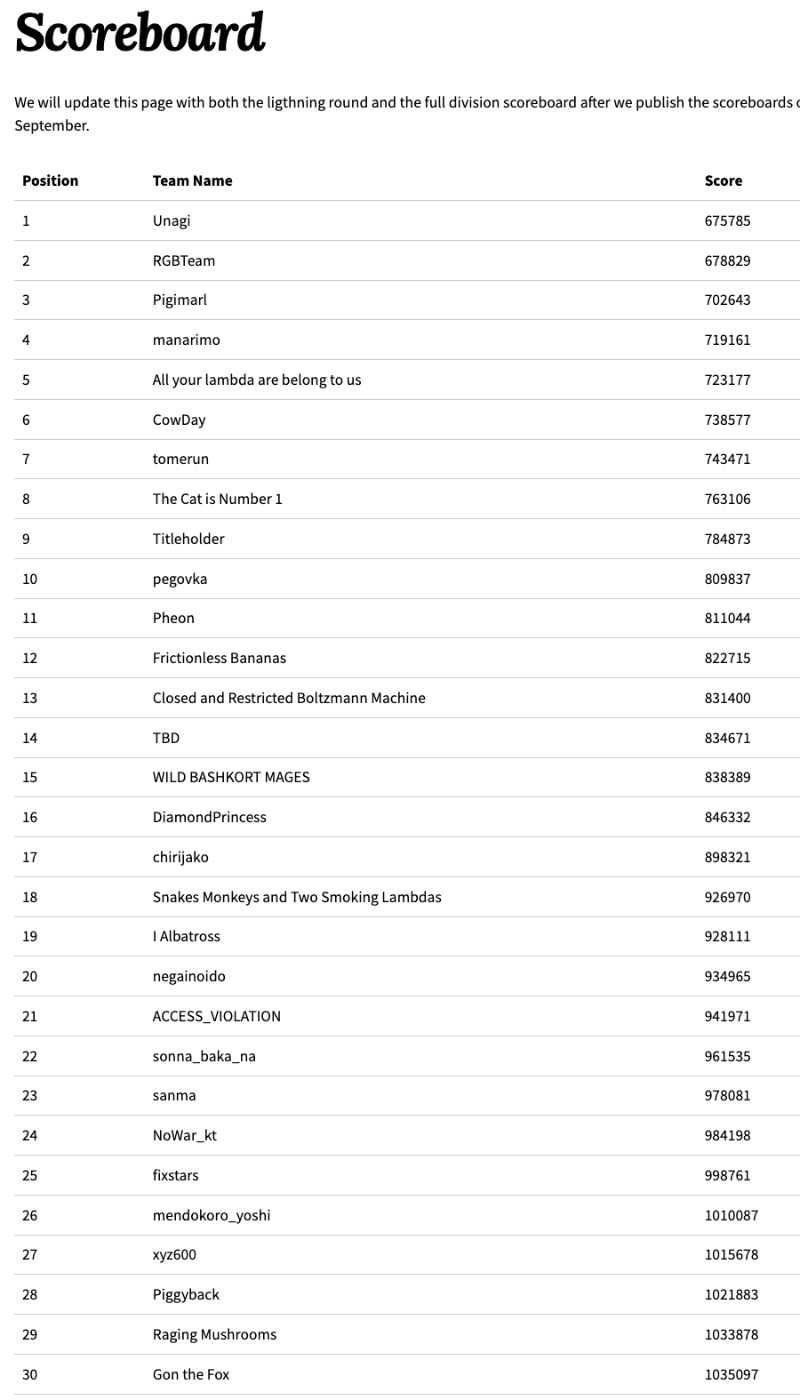 Scoreboard
We will update this page with both the ligthning round and the full division scoreboard after we publish the scoreboards
September.
Position Team Name Score
1 Unagi 675785
2 RGBTeam 678829
3 Pigimarl 702643
4 manarimo 719161
5 All your lambda are belong to us 723177
6 CowDay 738577
7 tomerun 743471
8 The Cat is Number 1 763106
9 Titleholder 784873
10 pegovka 809837
11 Pheon 811044
12 Frictionless Bananas 822715
13 Closed and Restricted Boltzmann Machine 831400
14 TBD 834671
15 WILD BASHKORT MAGES 838389
16 DiamondPrincess 846332
17 chirijako 898321
18 Snakes Monkeys and Two Smoking Lambdas 926970
19 I Albatross 928111
20 negainoido 934965
21 ACCESS_VIOLATION 941971
22 sonna_baka_na 961535
23 sanma 978081
24 NoWar_kt 984198
25 fixstars 998761
26 mendokoro_yoshi 1010087
27 xyz600 1015678
28 Piggyback 1021883
29 Raging Mushrooms 1033878
30 Gon the Fox 1035097